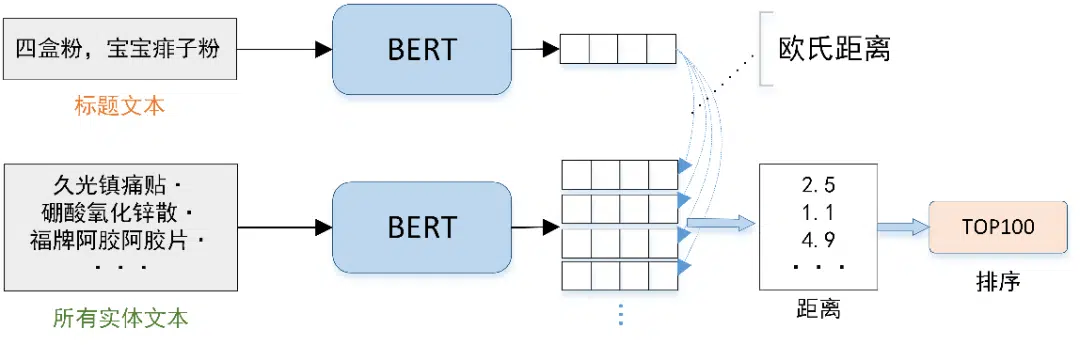 四盒粉，宝宝痱子粉
BERT
欧氏距离
标题文本
久光镇痛贴·
硼酸氧化锌散·
福牌阿胶阿胶片·
···
BERT
2.5
1.1
4.9
···
TOP100
排序
距离
所有实体文本